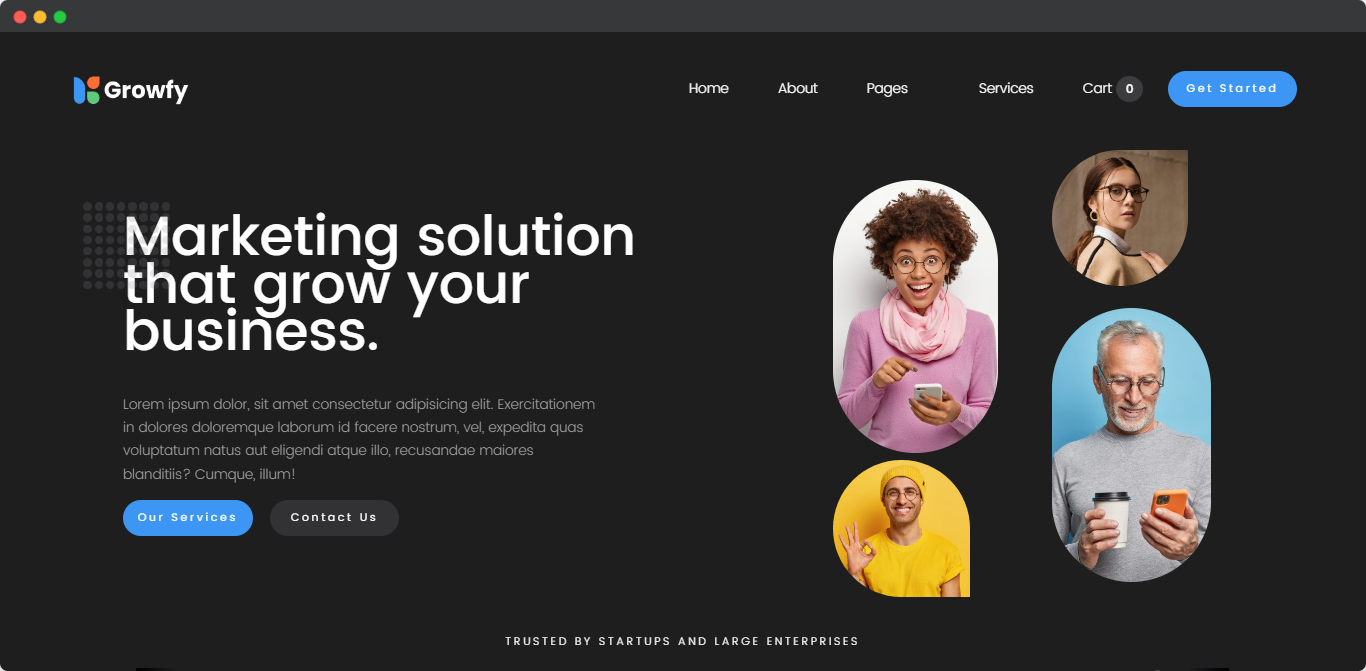 Growfy
Home About Pages Services Cart 0 Get Started
Marketing solution
that grow your
business.
Lorem ipsum dolor, sit amet consectetur adipisicing elit. Exercitationem
in dolores doloremque laborum id facere nostrum, vel, expedita quas
voluptatum natus aut eligendi atque illo, recusandae maiores
blanditiis? Cumque, illum!
Our Services Contact Us
TRUSTED BY STARTUPS AND LARGE ENTERPRISES